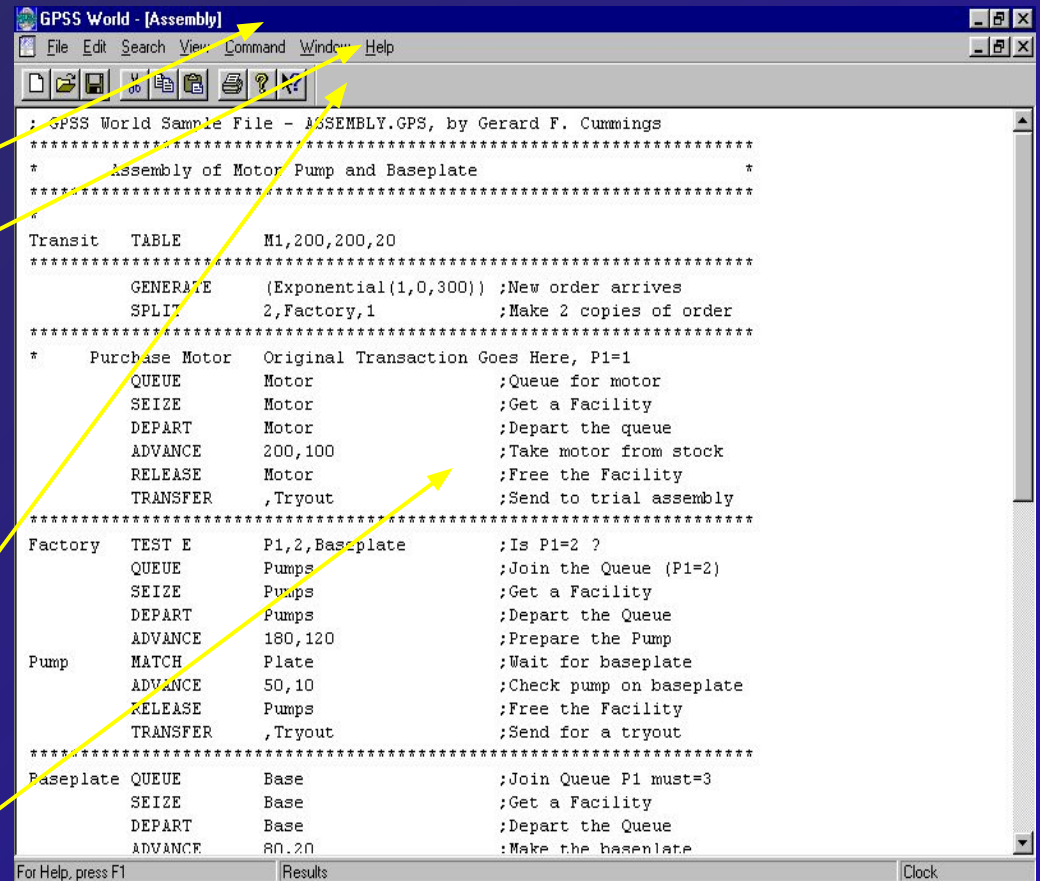 GPSS World - [Assembly]
File Edit Search View Command Window Help
; GPSS World Sample File - ASSEMBLY.GPS, by Gerard F. Cummings
***********************************************************************
* Assembly of Motor Pump and Baseplate *
***********************************************************************
*
Transit TABLE M1,200,200,20
***********************************************************************
GENERATE (Exponential(1,0,300)) ;New order arrives
SPLIT 2,Factory,1 ;Make 2 copies of order
***********************************************************************
* Purchase Motor Original Transaction Goes Here, P1=1
QUEUE Motor ;Queue for motor
SEIZE Motor ;Get a Facility
DEPART Motor ;Depart the queue
ADVANCE 200,100 ;Take motor from stock
RELEASE Motor ;Free the Facility
TRANSFER ,Tryout ;Send to trial assembly
***********************************************************************
Factory TEST E P1,2,Baseplate ;Is P1=2 ?
QUEUE Pumps ;Join the Queue (P1=2)
SEIZE Pumps ;Get a Facility
DEPART Pumps ;Depart the Queue
ADVANCE 180,120 ;Prepare the Pump
Pump MATCH Plate ;Wait for baseplate
ADVANCE 50,10 ;Check pump on baseplate
RELEASE Pumps ;Free the Facility
TRANSFER ,Tryout ;Send for a tryout
***********************************************************************
Baseplate QUEUE Base ;Join Queue P1 must=3
SEIZE Base ;Get a Facility
DEPART Base ;Depart the Queue
ADVANCE 80,20 ;Make the baseplate
For Help, press F1 Results Clock